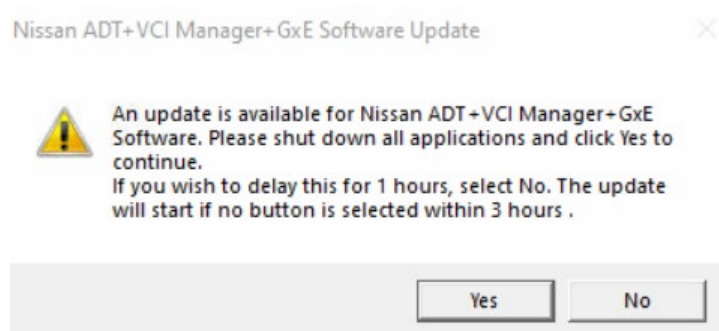 Nissan ADT+VCI Manager+GxE Software Update
An update is available for Nissan ADT+VCI Manager+GxE
Software. Please shut down all applications and click Yes to
continue.
If you wish to delay this for 1 hours, select No. The update
will start if no button is selected within 3 hours .
Yes No